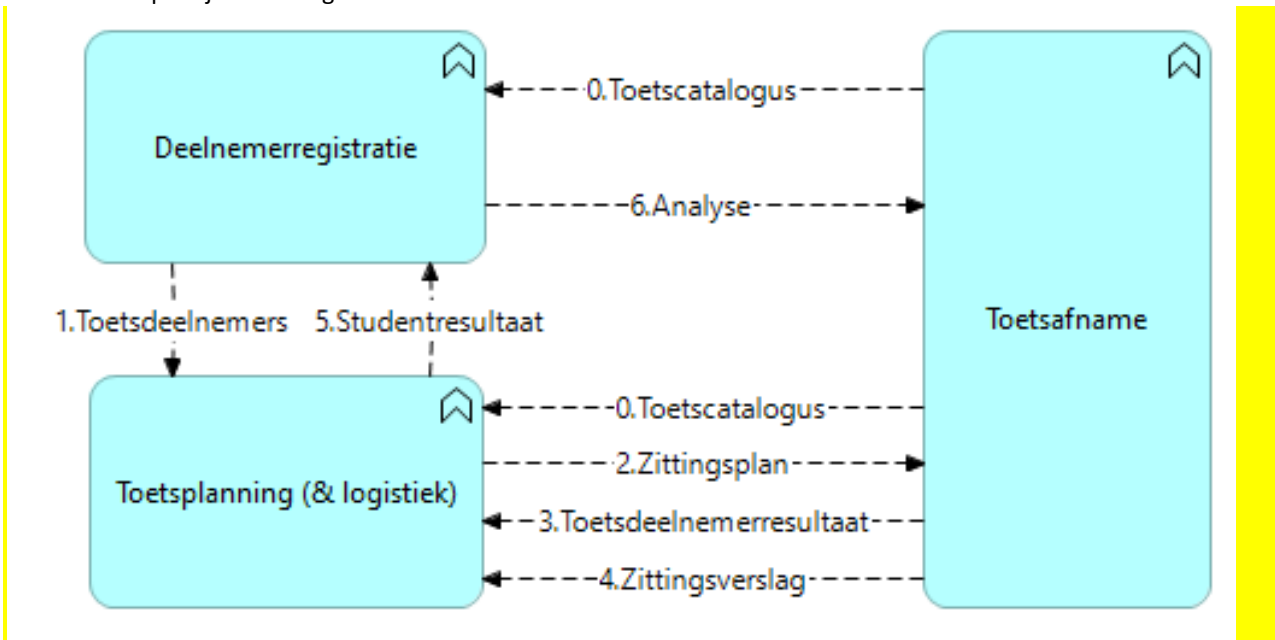 0.Toetscatalogus
Deelnemerregistratie
6.Analyse
1.Toetsdeelnemers
5.Studentresultaat
Toetsafname
0.Toetscatalogus
2.Zittingsplan
Toetsplanning (& logistiek)
3.Toetsdeelnemerresultaat
4.Zittingsverslag